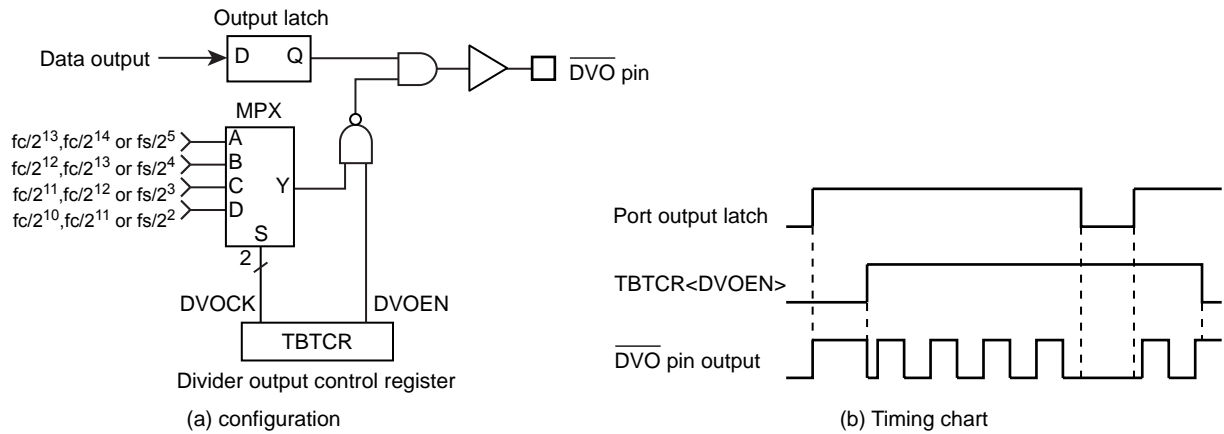 Output latch
Data output
D Q
DVO pin
MPX
fc/2^13,fc/2^14 or fs/2^5
A
fc/2^12,fc/2^13 or fs/2^4
B
fc/2^11,fc/2^12 or fs/2^3
C Y
fc/2^10,fc/2^11 or fs/2^2
D
S
2
DVOCK DVOEN
TBTCR
Divider output control register
(a) configuration
Port output latch
TBTCR<DVOEN>
DVO pin output
(b) Timing chart